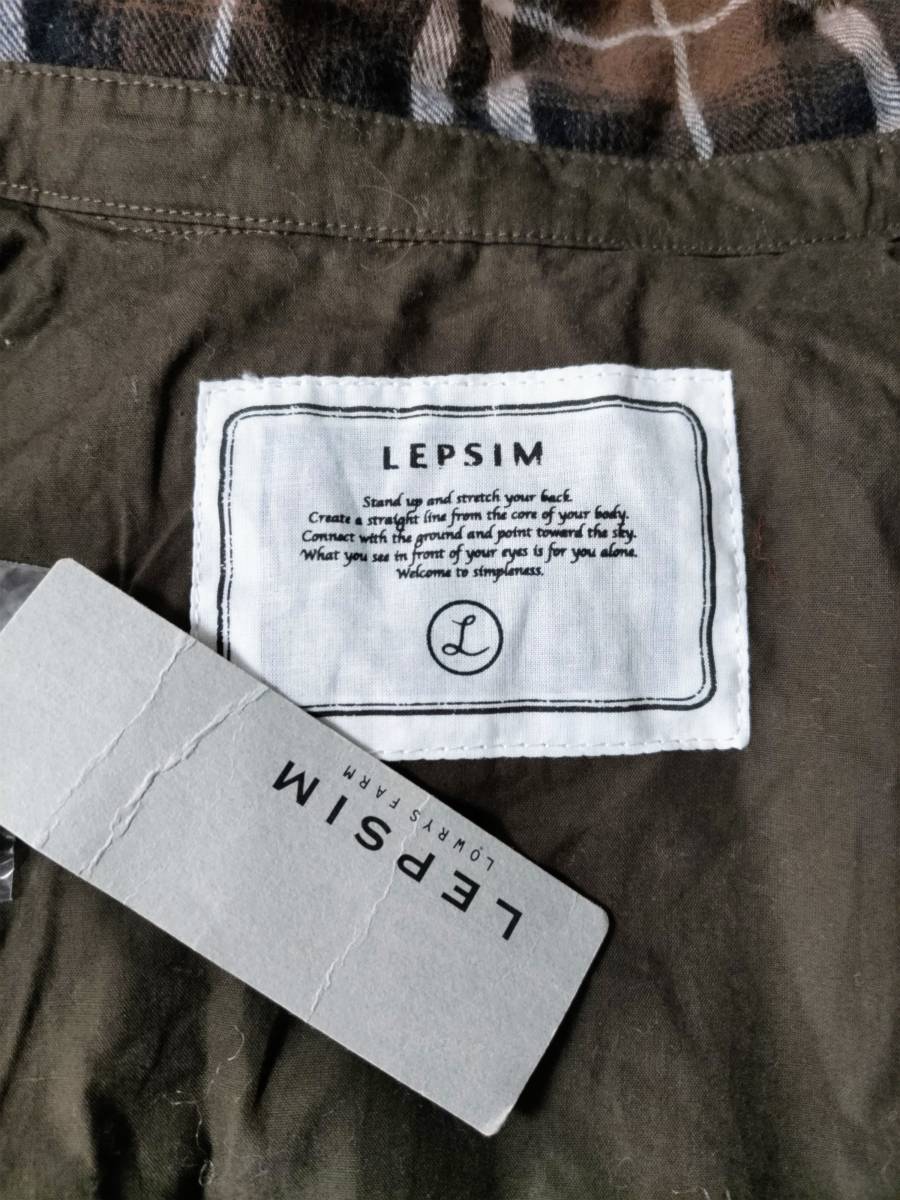 LEPSIM
Stand up and stretch your back.
Create a straight line from the core of your body.
Connect with the ground and point toward the sky.
What you see in front of your eyes is for you alone.
Welcome to simpleness.
L
LEPSIM
LOWRYS FARM